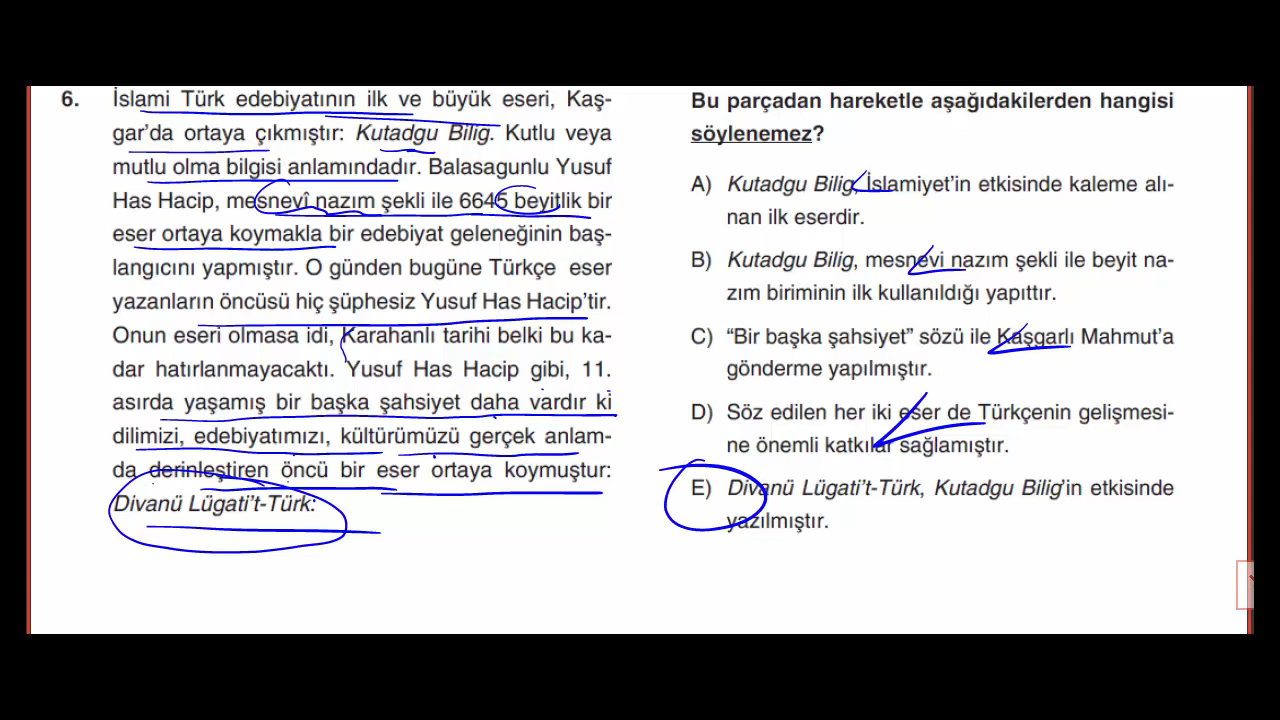 6. İslami Türk edebiyatının ilk ve büyük eseri, Kaş-
gar’da ortaya çıkmıştır: Kutadgu Bilig. Kutlu veya
mutlu olma bilgisi anlamındadır. Balasagunlu Yusuf
Has Hacip, mesnevî nazım şekli ile 6645 beyitlik bir
eser ortaya koymakla bir edebiyat geleneğinin baş-
langıcını yapmıştır. O günden bugüne Türkçe eser
yazanların öncüsü hiç şüphesiz Yusuf Has Hacip’tir.
Onun eseri olmasa idi, Karahanlı tarihi belki bu ka-
dar hatırlanmayacaktı. Yusuf Has Hacip gibi, 11.
asırda yaşamış bir başka şahsiyet daha vardır ki
dilimizi, edebiyatımızı, kültürümüzü gerçek anlam-
da derinleştiren öncü bir eser ortaya koymuştur:
Divanü Lügati’t-Türk.
Bu parçadan hareketle aşağıdakilerden hangisi
söylenemez?
A) Kutadgu Bilig, İslamiyet’in etkisinde kaleme alı-
nan ilk eserdir.
B) Kutadgu Bilig, mesnevi nazım şekli ile beyit na-
zım biriminin ilk kullanıldığı yapıttır.
C) “Bir başka şahsiyet” sözü ile Kaşgarlı Mahmut’a
gönderme yapılmıştır.
D) Söz edilen her iki eser de Türkçenin gelişmesi-
ne önemli katkılar sağlamıştır.
E) Divanü Lügati’t-Türk, Kutadgu Bilig’in etkisinde
yazılmıştır.